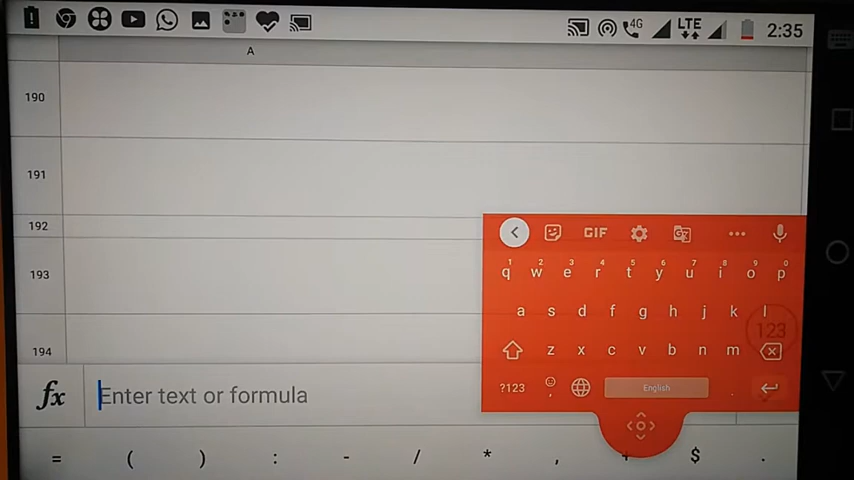 4G LTE 2:35
A
190
191
192
193
194
GIF
1 2 3 4 5 6 7 8 9 0
q w e r t y u i o p
a s d f g h j k l
123
z x c v b n m
?123 , English .
fx Enter text or formula
= ( ) : - / * , + $ .